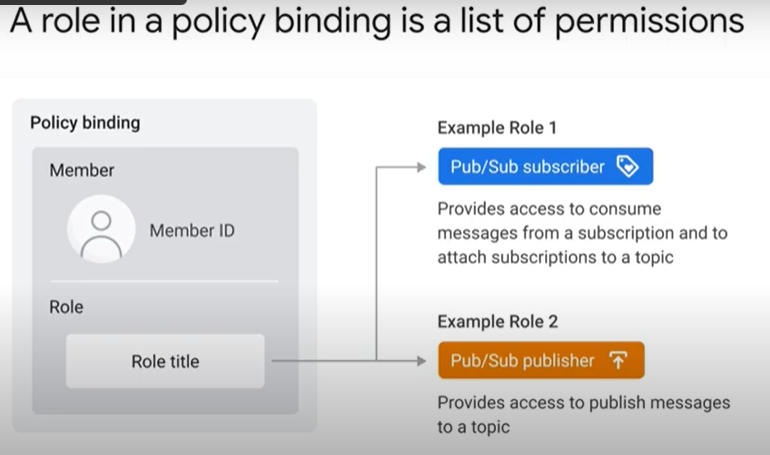 A role in a policy binding is a list of permissions
Policy binding
Member
Member ID
Role
Role title
Example Role 1
Pub/Sub subscriber
Provides access to consume
messages from a subscription and to
attach subscriptions to a topic
Example Role 2
Pub/Sub publisher
Provides access to publish messages
to a topic